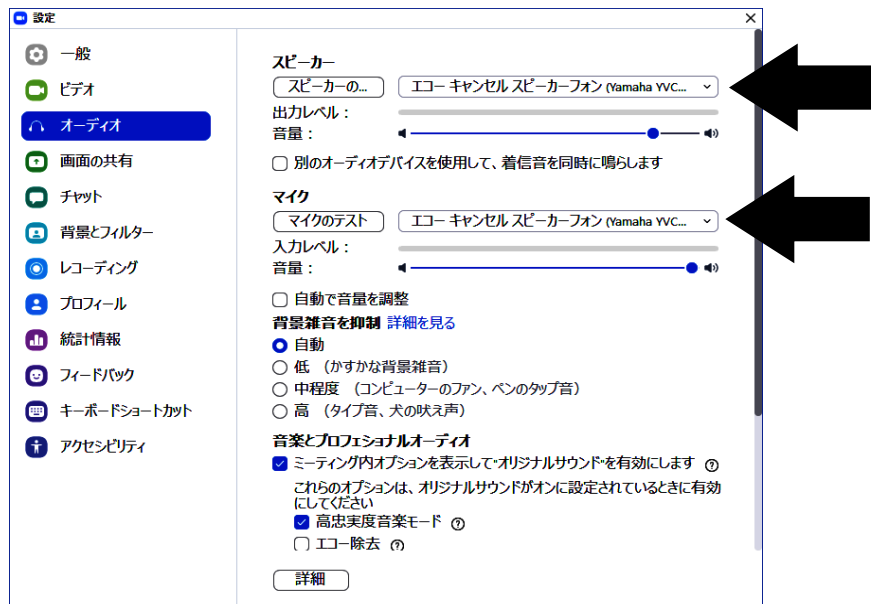 設定
一般
ビデオ
オーディオ
画面の共有
チャット
背景とフィルター
レコーディング
プロフィール
統計情報
フィードバック
キーボードショートカット
アクセシビリティ
スピーカー
スピーカーの... エコー キャンセル スピーカーフォン (Yamaha YVC...
出力レベル：
音量：
別のオーディオデバイスを使用して、着信音を同時に鳴らします
マイク
マイクのテスト エコー キャンセル スピーカーフォン (Yamaha YVC...
入力レベル：
音量：
自動で音量を調整
背景雑音を抑制 詳細を見る
自動
低 （かすかな背景雑音）
中程度 （コンピューターのファン、ペンのタップ音）
高 （タイプ音、犬の吠え声）
音楽とプロフェショナルオーディオ
ミーティング内オプションを表示して"オリジナルサウンド"を有効にします ?
これらのオプションは、オリジナルサウンドがオンに設定されているときに有効
にしてください
高忠実度音楽モード ?
エコー除去 ?
詳細